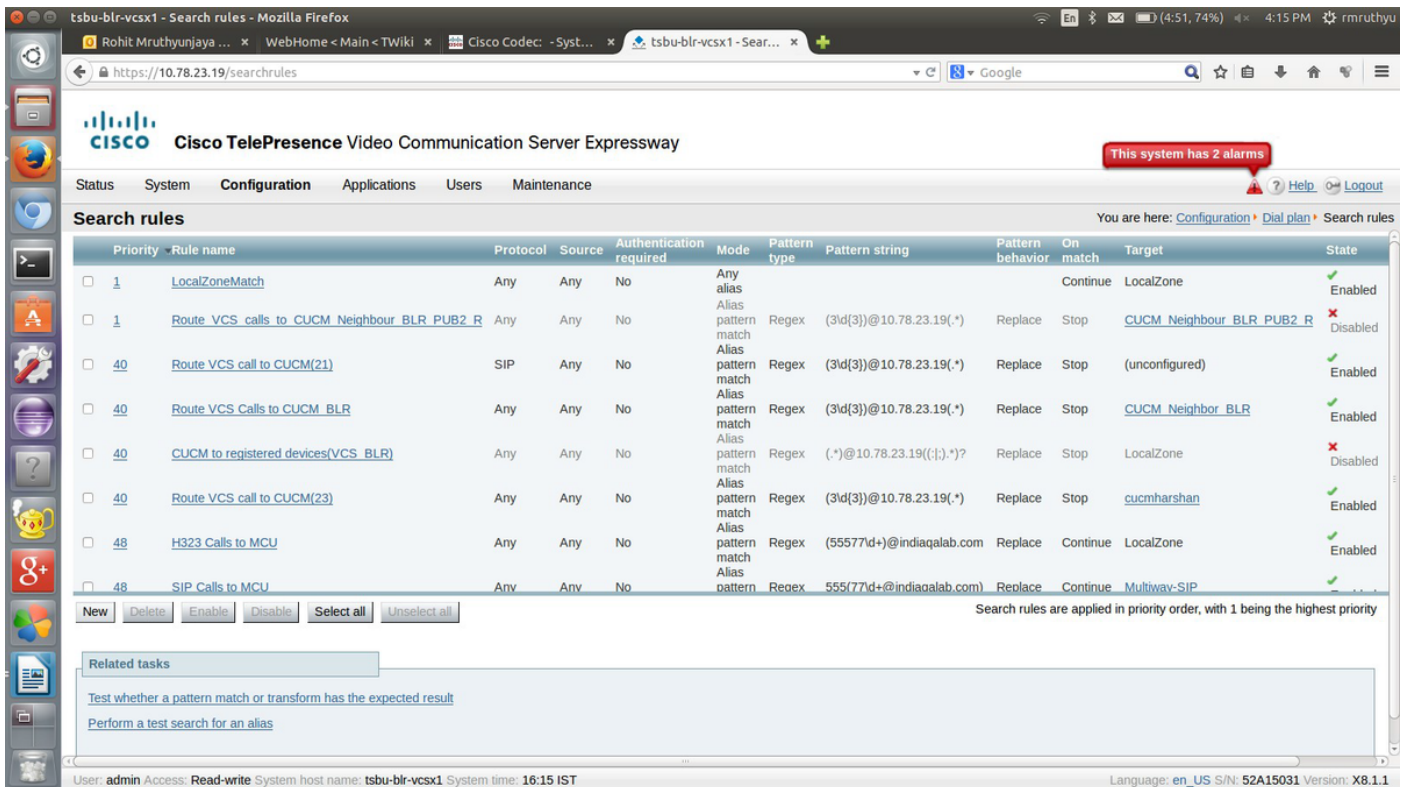 tsbu-blr-vcsx1 - Search rules - Mozilla Firefox
En (4:51, 74%) 4:15 PM rmruthyu
Rohit Mruthyunjaya ... × WebHome < Main < TWiki × Cisco Codec: - Syst... × tsbu-blr-vcsx1 - Sear... ×
https://10.78.23.19/searchrules
Google
CISCO Cisco TelePresence Video Communication Server Expressway
This system has 2 alarms
Status System Configuration Applications Users Maintenance
Help Logout
Search rules
You are here: Configuration Dial plan Search rules
Priority Rule name Protocol Source Authentication required Mode Pattern type Pattern string Pattern behavior On match Target State
1 LocalZoneMatch Any Any No Any alias Continue LocalZone Enabled
1 Route VCS calls to CUCM Neighbour BLR PUB2 R Any Any No Alias pattern match Regex (3\d{3})@10.78.23.19(.*) Replace Stop CUCM Neighbour BLR PUB2 R Disabled
40 Route VCS call to CUCM(21) SIP Any No Alias pattern match Regex (3\d{3})@10.78.23.19(.*) Replace Stop (unconfigured) Enabled
40 Route VCS Calls to CUCM BLR Any Any No Alias pattern match Regex (3\d{3})@10.78.23.19(.*) Replace Stop CUCM Neighbor BLR Enabled
40 CUCM to registered devices(VCS BLR) Any Any No Alias pattern match Regex (.*)@10.78.23.19((:|;).*)? Replace Stop LocalZone Disabled
40 Route VCS call to CUCM(23) Any Any No Alias pattern match Regex (3\d{3})@10.78.23.19(.*) Replace Stop cucmharshan Enabled
48 H323 Calls to MCU Any Any No Alias pattern match Regex (55577\d+)@indiaqalab.com Replace Continue LocalZone Enabled
48 SIP Calls to MCU Any Any No Alias pattern Regex 555(77\d+@indiaqalab.com) Replace Continue Multiway-SIP
New Delete Enable Disable Select all Unselect all
Search rules are applied in priority order, with 1 being the highest priority
Related tasks
Test whether a pattern match or transform has the expected result
Perform a test search for an alias
User: admin Access: Read-write System host name: tsbu-blr-vcsx1 System time: 16:15 IST
Language: en_US S/N: 52A15031 Version: X8.1.1